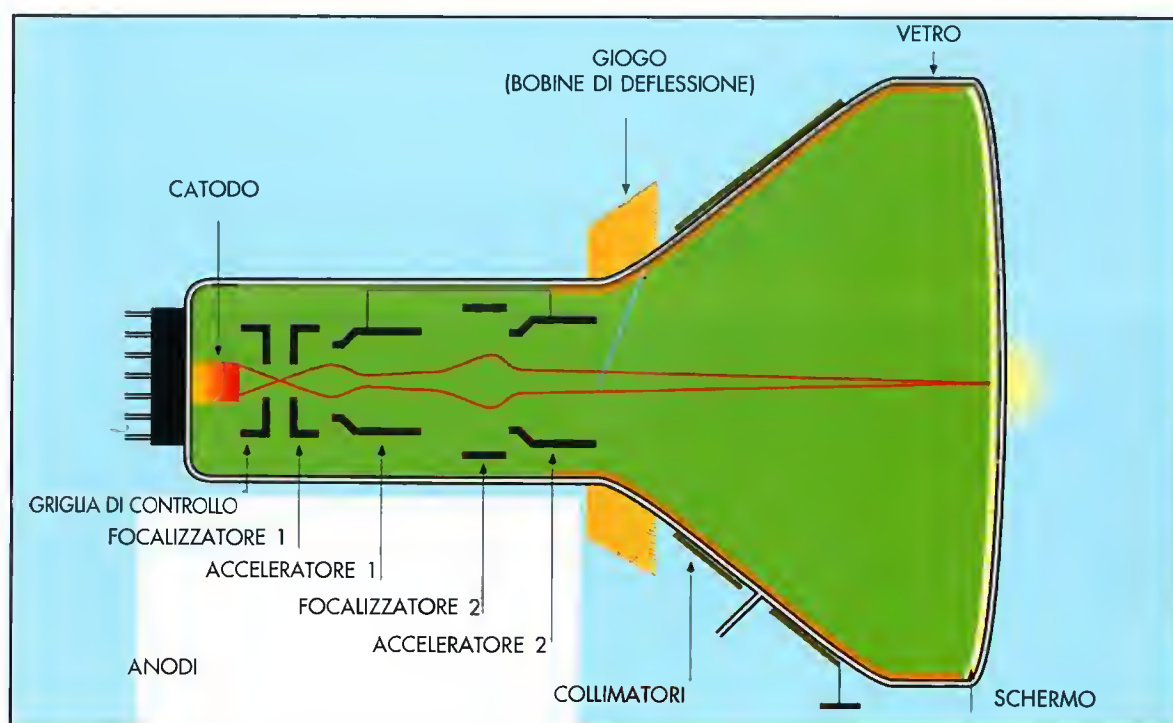 VETRO
GIOGO
(BOBINE DI DEFLESSIONE)
CATODO
GRIGLIA DI CONTROLLO
FOCALIZZATORE 1
ACCELERATORE 1
FOCALIZZATORE 2
ACCELERATORE 2
ANODI
COLLIMATORI
SCHERMO